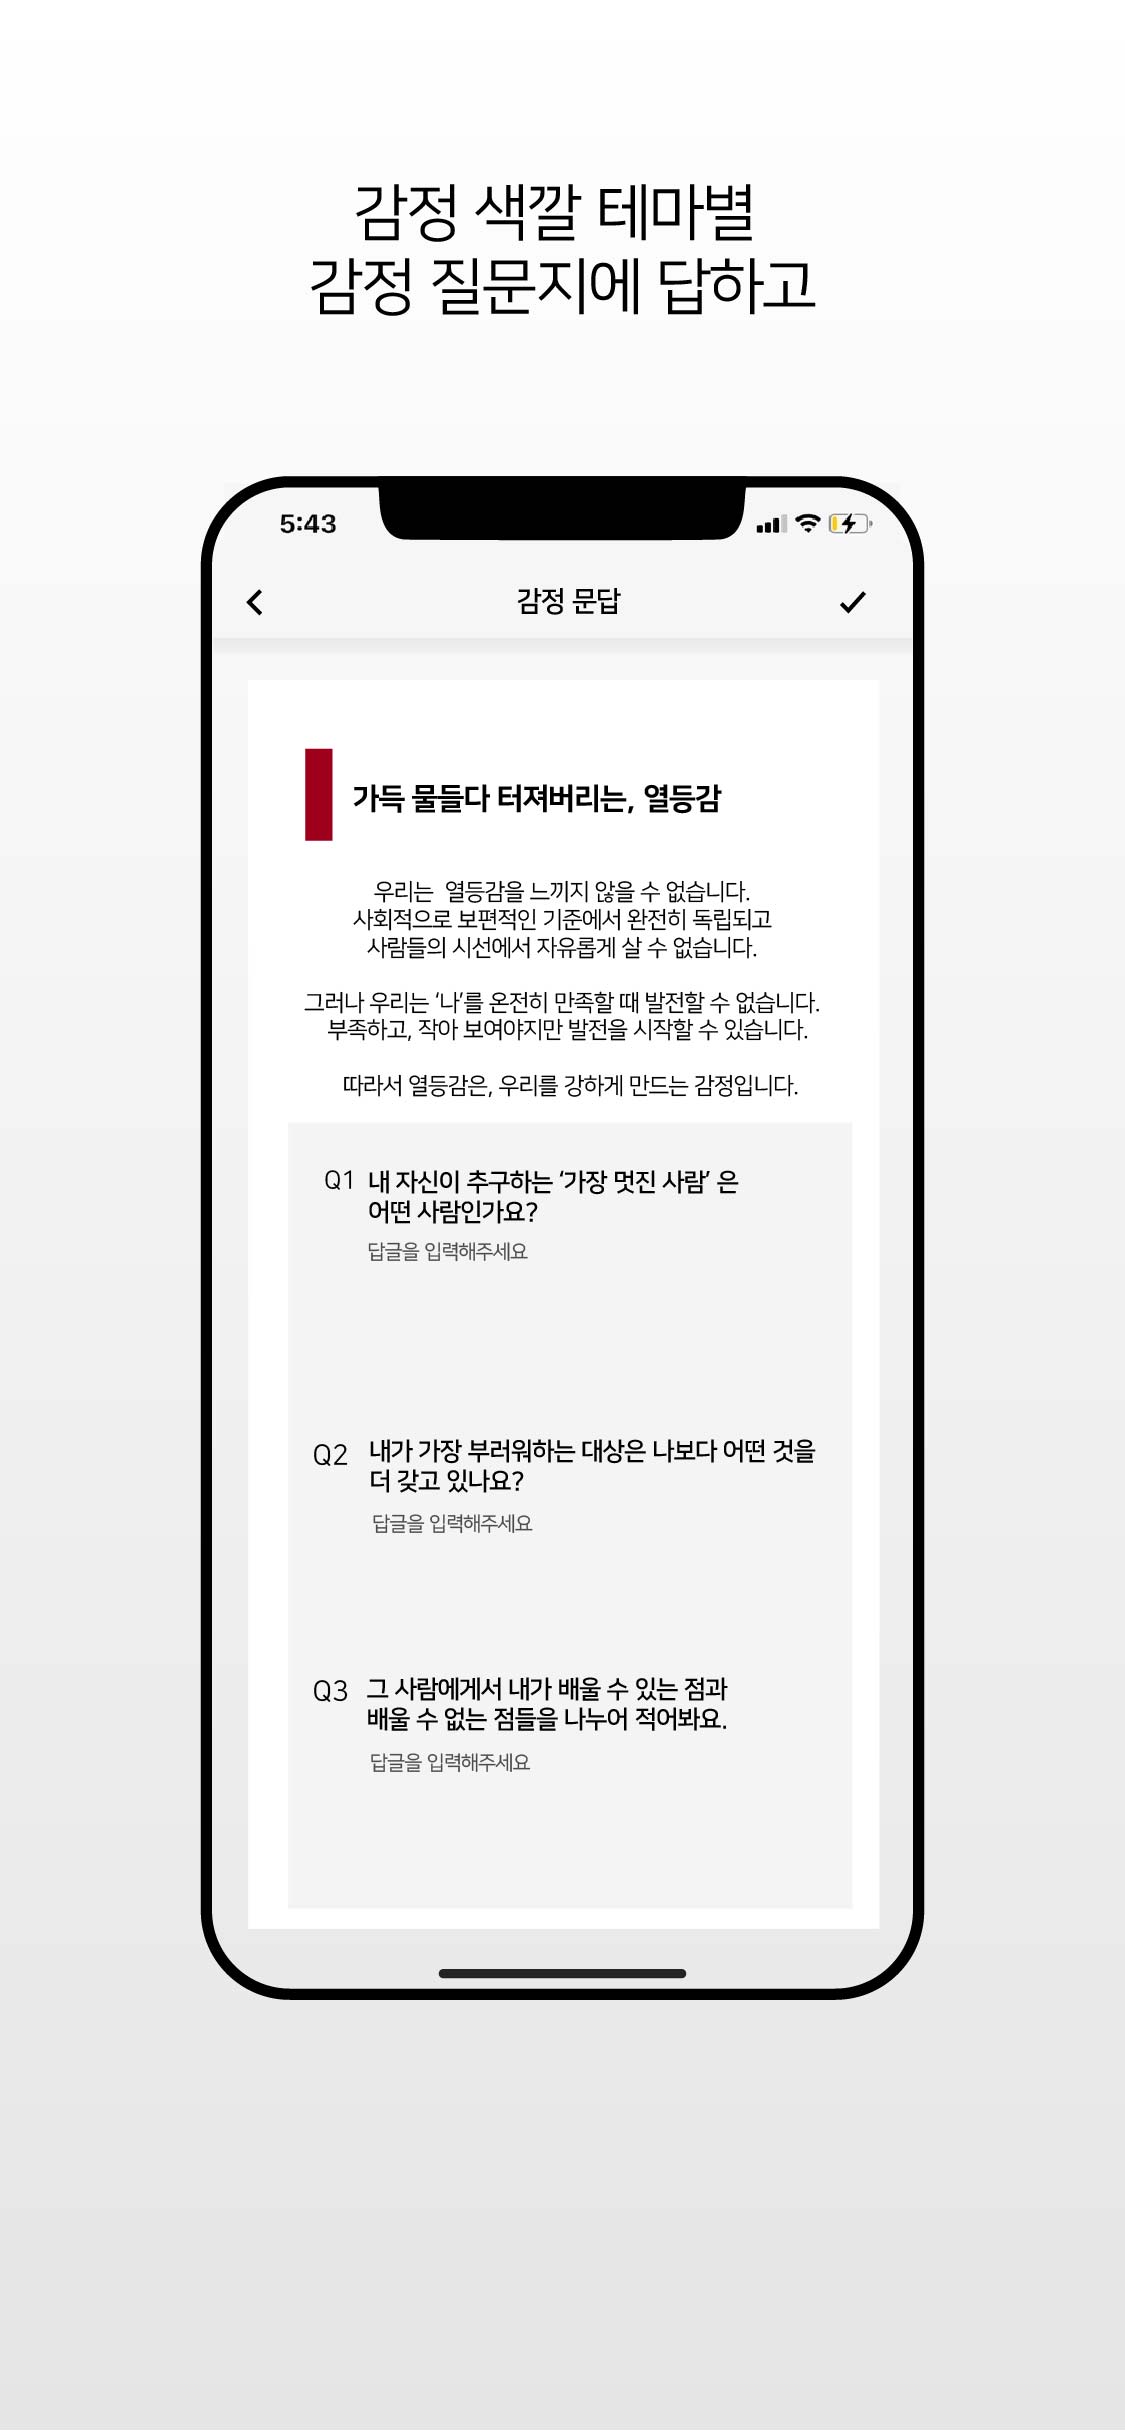 감정 색깔 테마별
감정 질문지에 답하고
5:43
감정 문답
가득 물들다 터져버리는, 열등감
우리는 열등감을 느끼지 않을 수 없습니다.
사회적으로 보편적인 기준에서 완전히 독립되고
사람들의 시선에서 자유롭게 살 수 없습니다.
그러나 우리는 ‘나’를 온전히 만족할 때 발전할 수 없습니다.
부족하고, 작아 보여야지만 발전을 시작할 수 있습니다.
따라서 열등감은, 우리를 강하게 만드는 감정입니다.
Q1 내 자신이 추구하는 ‘가장 멋진 사람’ 은
어떤 사람인가요?
답글을 입력해주세요
Q2 내가 가장 부러워하는 대상은 나보다 어떤 것을
더 갖고 있나요?
답글을 입력해주세요
Q3 그 사람에게서 내가 배울 수 있는 점과
배울 수 없는 점들을 나누어 적어봐요.
답글을 입력해주세요